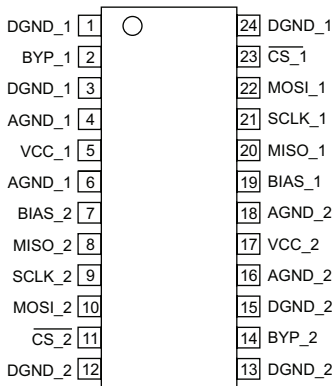 DGND_1 1 24 DGND_1
BYP_1 2 23 CS_1
DGND_1 3 22 MOSI_1
AGND_1 4 21 SCLK_1
VCC_1 5 20 MISO_1
AGND_1 6 19 BIAS_1
BIAS_2 7 18 AGND_2
MISO_2 8 17 VCC_2
SCLK_2 9 16 AGND_2
MOSI_2 10 15 DGND_2
CS_2 11 14 BYP_2
DGND_2 12 13 DGND_2